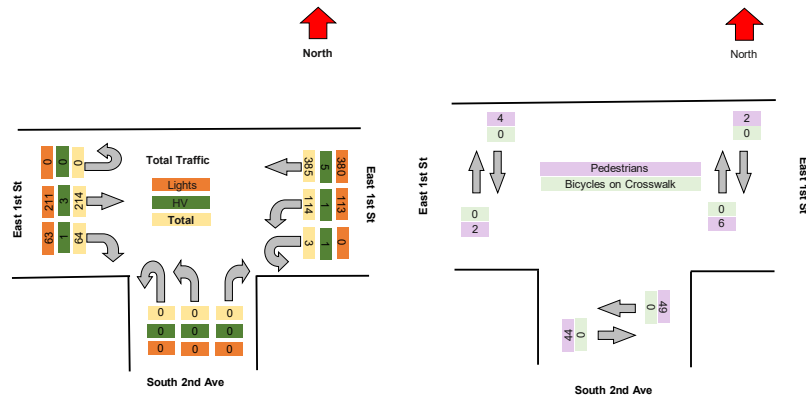 North
East 1st St
0 0 0
211 3 214
63 1 64
Total Traffic
Lights
HV
Total
385 5 380
114 1 113
3 1 0
East 1st St
0 0 0
0 0 0
0 0 0
South 2nd Ave
North
4
0
2
0
Pedestrians
Bicycles on Crosswalk
East 1st St
East 1st St
0
2
0
6
0 49
44 0
South 2nd Ave